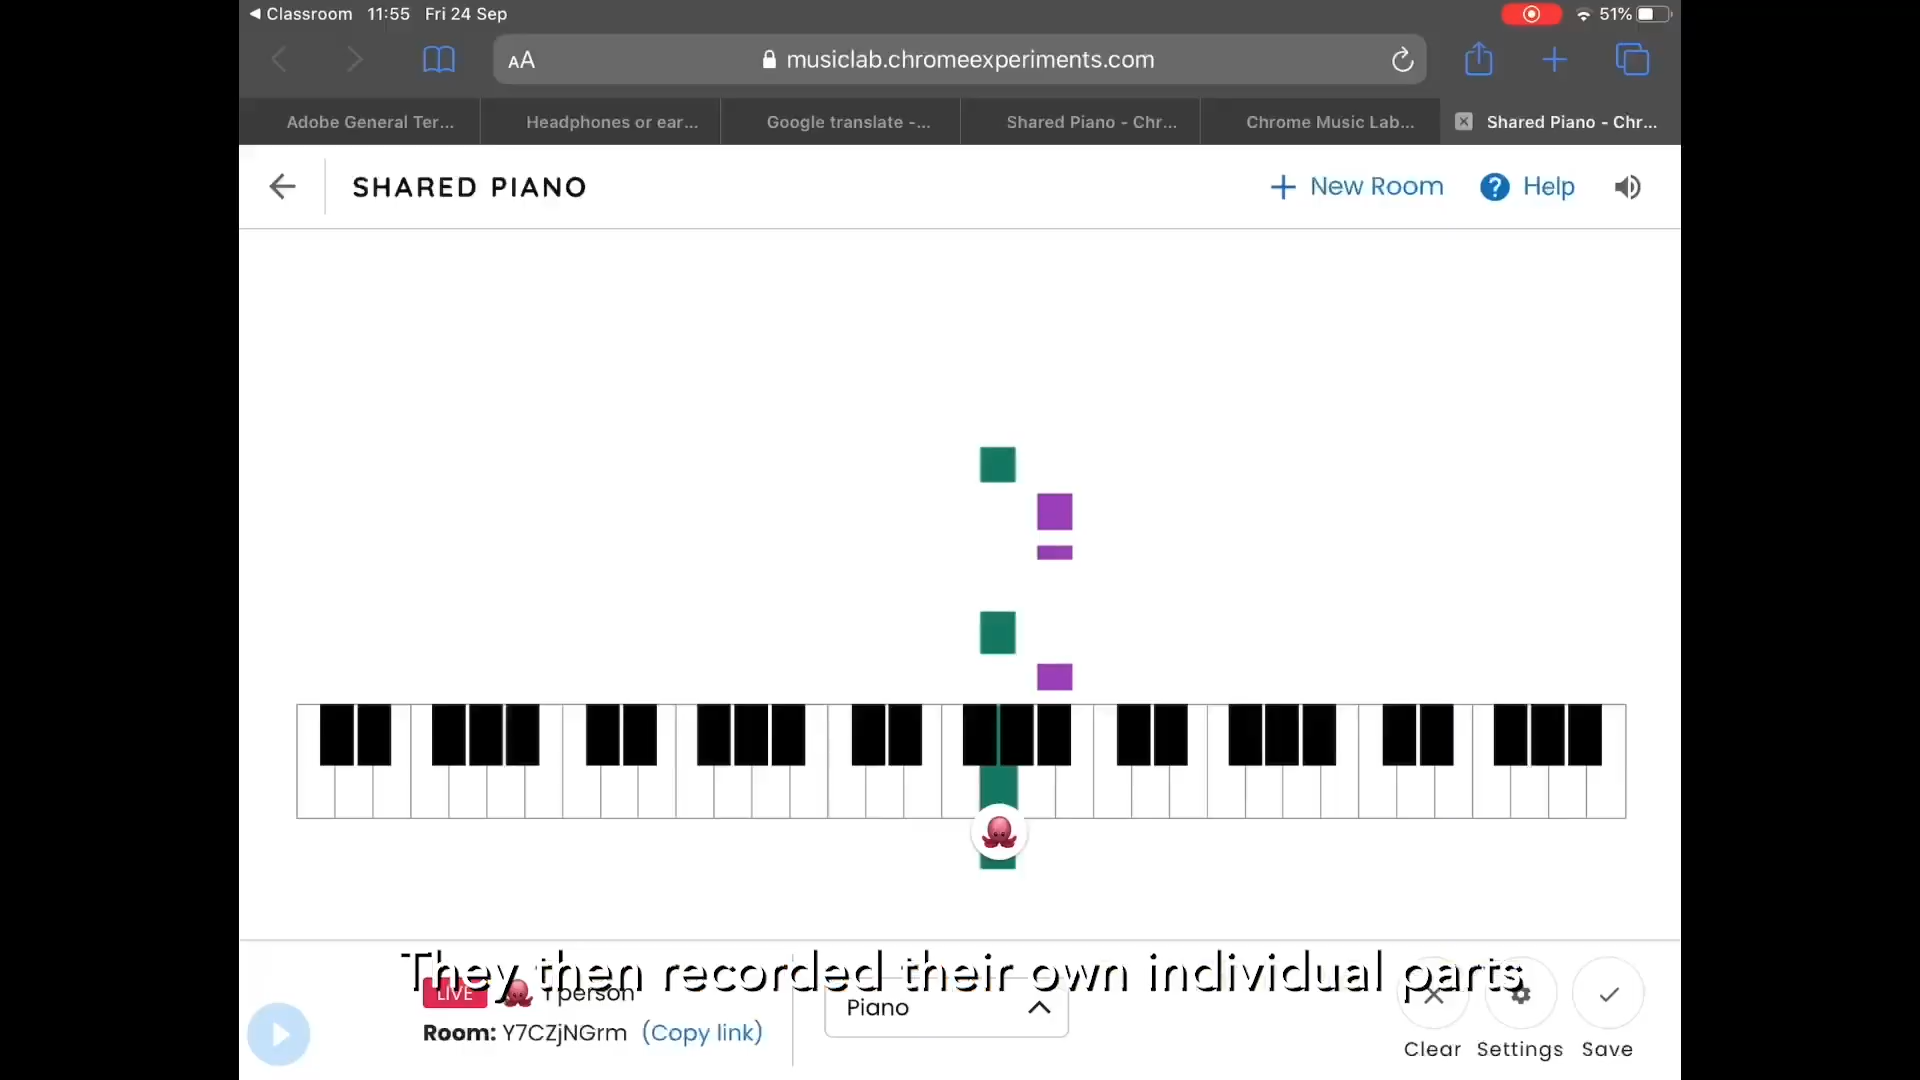 Classroom 11:55 Fri 24 Sep 51%
AA musiclab.chromeexperiments.com
Adobe General Ter... Headphones or ear... Google translate -... Shared Piano - Chr... Chrome Music Lab... Shared Piano - Chr...
SHARED PIANO + New Room ? Help
They then recorded their own individual parts
LIVE 1 person
Piano
Room: Y7CZjNGrm (Copy link)
Clear Settings Save